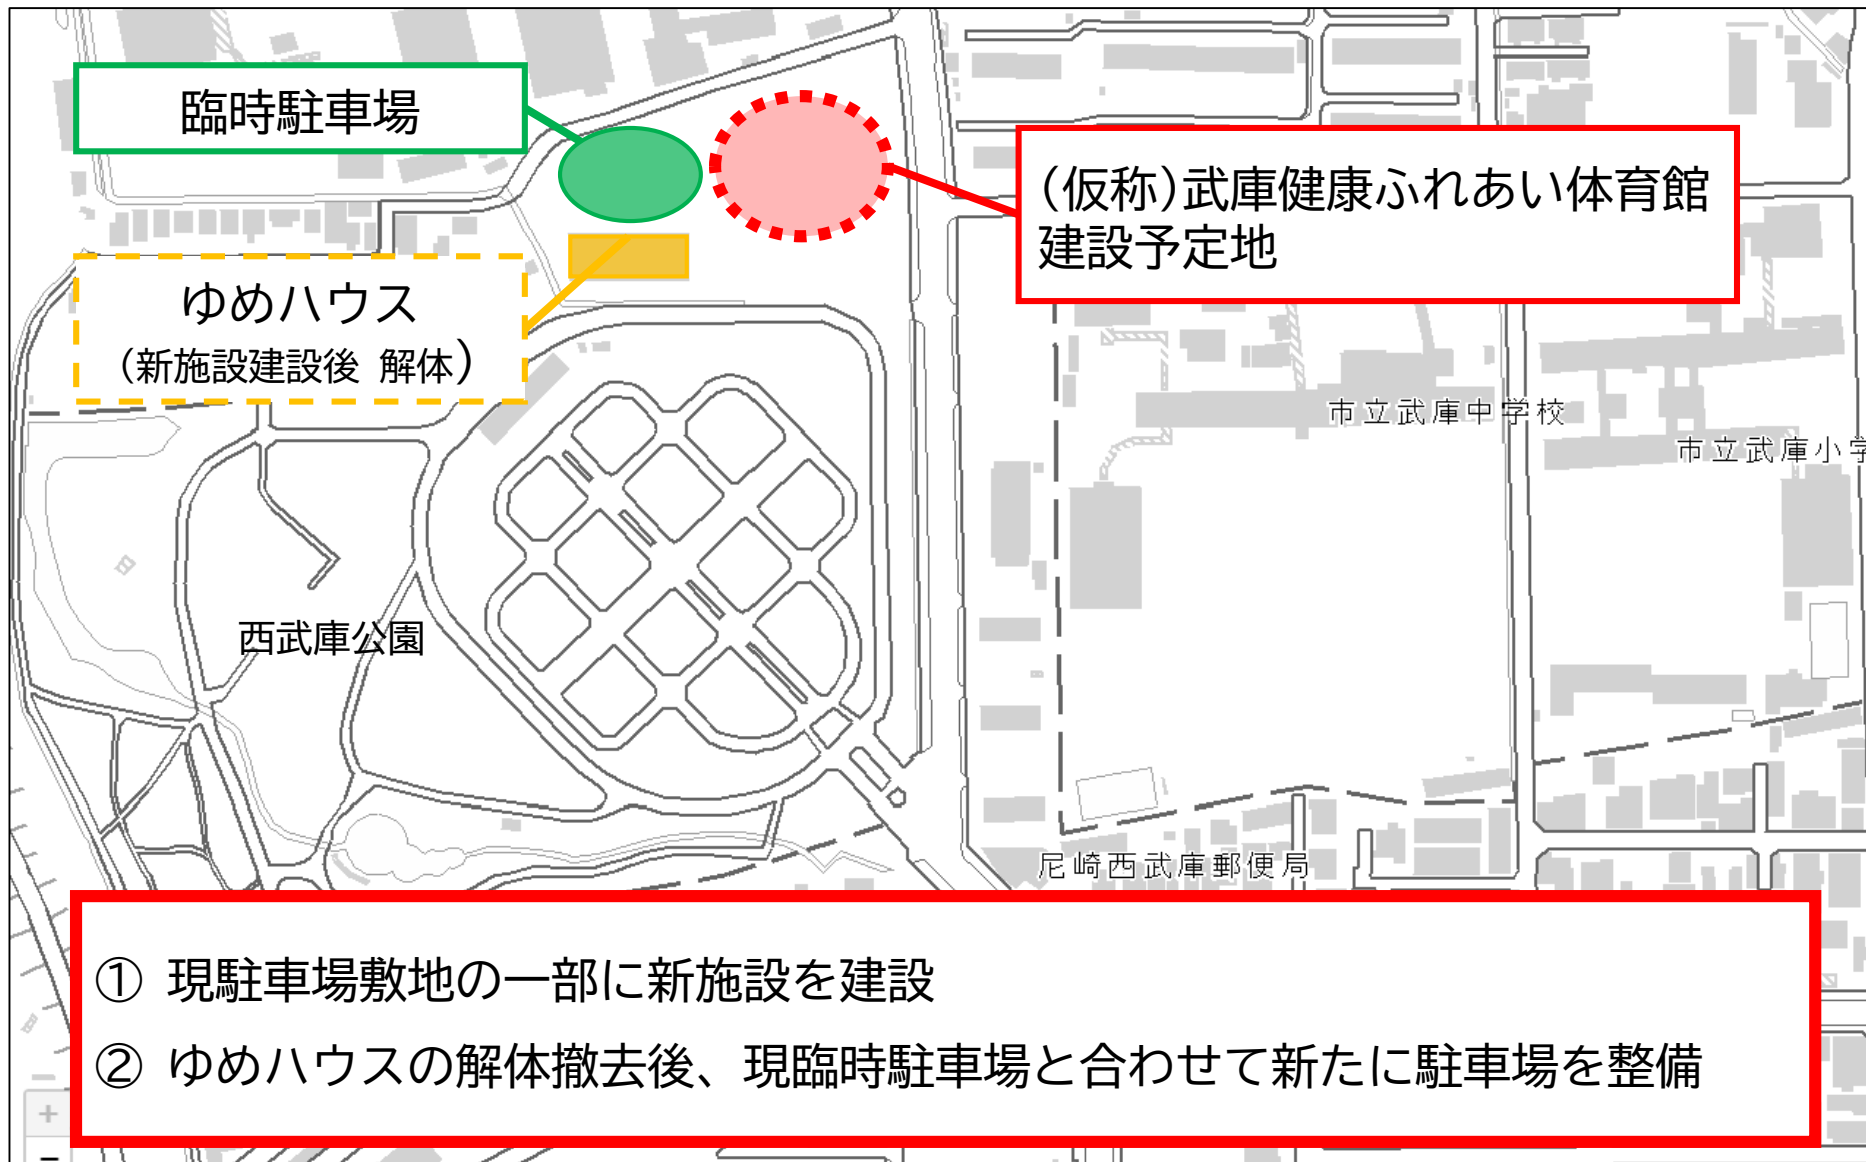 臨時駐車場
(仮称)武庫健康ふれあい体育館
建設予定地
ゆめハウス
(新施設建設後 解体)
市立武庫中学校
市立武庫小学
西武庫公園
尼崎西武庫郵便局
① 現駐車場敷地の一部に新施設を建設
② ゆめハウスの解体撤去後、現臨時駐車場と合わせて新たに駐車場を整備
+
-